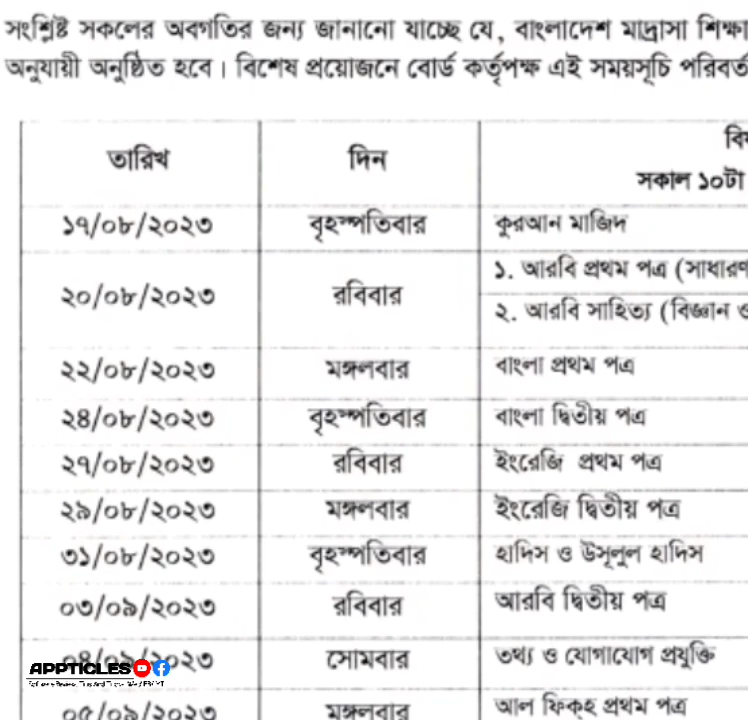 সংশ্লিষ্ট সকলের অবগতির জন্য জানানো যাচ্ছে যে, বাংলাদেশ মাদ্রাসা শিক্ষা
অনুযায়ী অনুষ্ঠিত হবে। বিশেষ প্রয়োজনে বোর্ড কর্তৃপক্ষ এই সময়সূচি পরিবর্ত
তারিখ দিন
সকাল ১০টা
১৭/০৮/২০২৩ বৃহস্পতিবার কুরআন মাজিদ
২০/০৮/২০২৩ রবিবার ১. আরবি প্রথম পত্র (সাধারণ
২. আরবি সাহিত্য (বিজ্ঞান ও
২২/০৮/২০২৩ মঙ্গলবার বাংলা প্রথম পত্র
২৪/০৮/২০২৩ বৃহস্পতিবার বাংলা দ্বিতীয় পত্র
২৭/০৮/২০২৩ রবিবার ইংরেজি প্রথম পত্র
২৯/০৮/২০২৩ মঙ্গলবার ইংরেজি দ্বিতীয় পত্র
৩১/০৮/২০২৩ বৃহস্পতিবার হাদিস ও উসূলুল হাদিস
০৩/০৯/২০২৩ রবিবার আরবি দ্বিতীয় পত্র
০৪/০৯/২০২৩ সোমবার তথ্য ও যোগাযোগ প্রযুক্তি
APPTICLES
০৫/০৯/২০২৩ মঙ্গলবার আল ফিকহ প্রথম পত্র